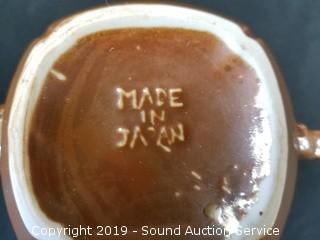 MADE
IN
JAPAN
Copyright 2019 - Sound Auction Service